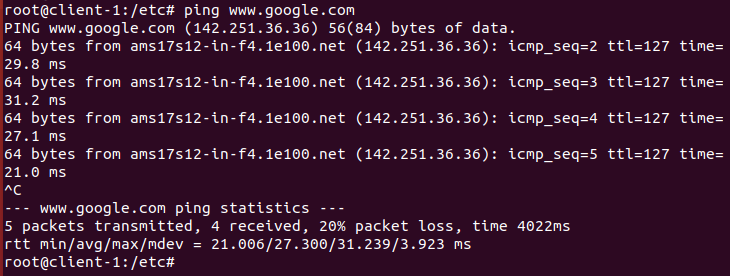 root@client-1:/etc# ping www.google.com
PING www.google.com (142.251.36.36) 56(84) bytes of data.
64 bytes from ams17s12-in-f4.1e100.net (142.251.36.36): icmp_seq=2 ttl=127 time=
29.8 ms
64 bytes from ams17s12-in-f4.1e100.net (142.251.36.36): icmp_seq=3 ttl=127 time=
31.2 ms
64 bytes from ams17s12-in-f4.1e100.net (142.251.36.36): icmp_seq=4 ttl=127 time=
27.1 ms
64 bytes from ams17s12-in-f4.1e100.net (142.251.36.36): icmp_seq=5 ttl=127 time=
21.0 ms
^C
--- www.google.com ping statistics ---
5 packets transmitted, 4 received, 20% packet loss, time 4022ms
rtt min/avg/max/mdev = 21.006/27.300/31.239/3.923 ms
root@client-1:/etc#